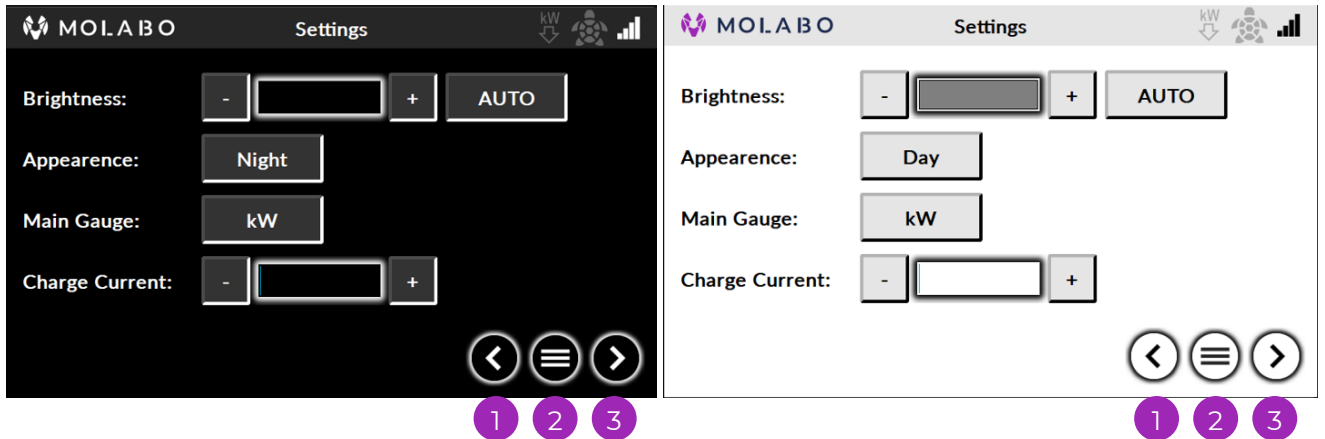 MOLABO Settings kW
Brightness: - + AUTO
Appearence: Night
Main Gauge: kW
Charge Current: - +
1 2 3
MOLABO Settings kW
Brightness: - + AUTO
Appearence: Day
Main Gauge: kW
Charge Current: - +
1 2 3